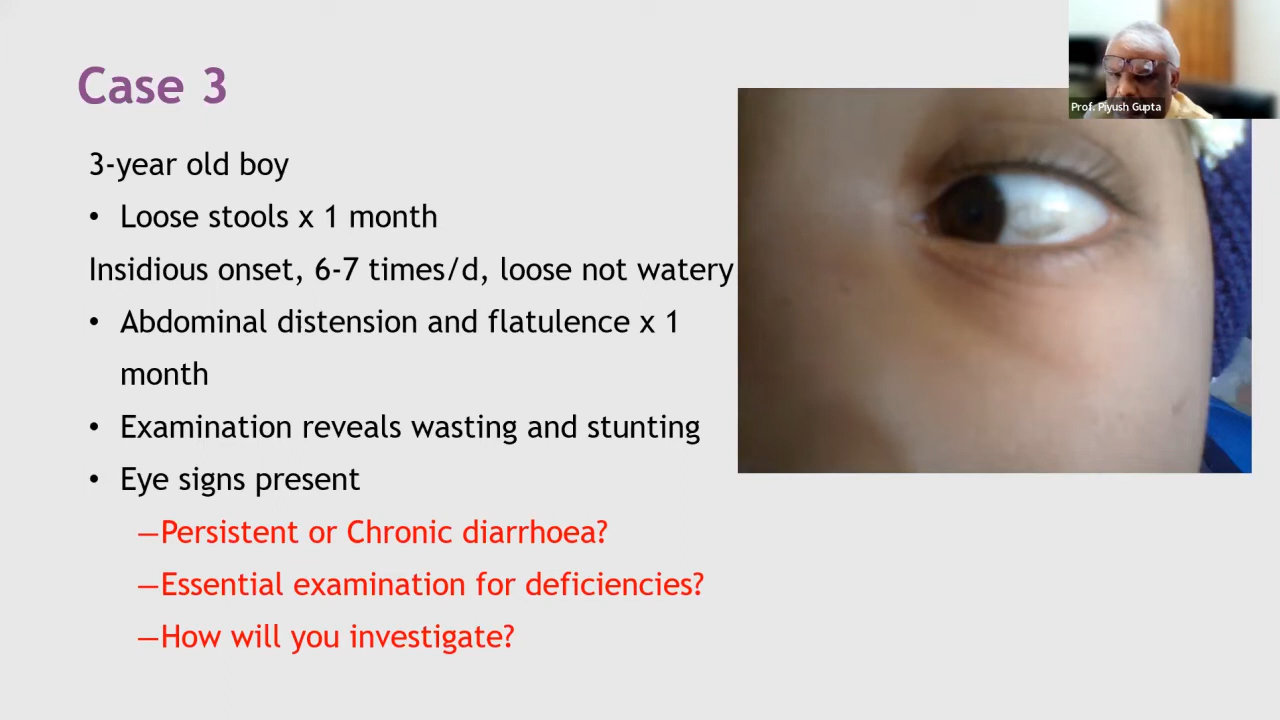 Case 3
Prof. Piyush Gupta
3-year old boy
• Loose stools x 1 month
Insidious onset, 6-7 times/d, loose not watery
• Abdominal distension and flatulence x 1
month
• Examination reveals wasting and stunting
• Eye signs present
—Persistent or Chronic diarrhoea?
—Essential examination for deficiencies?
—How will you investigate?